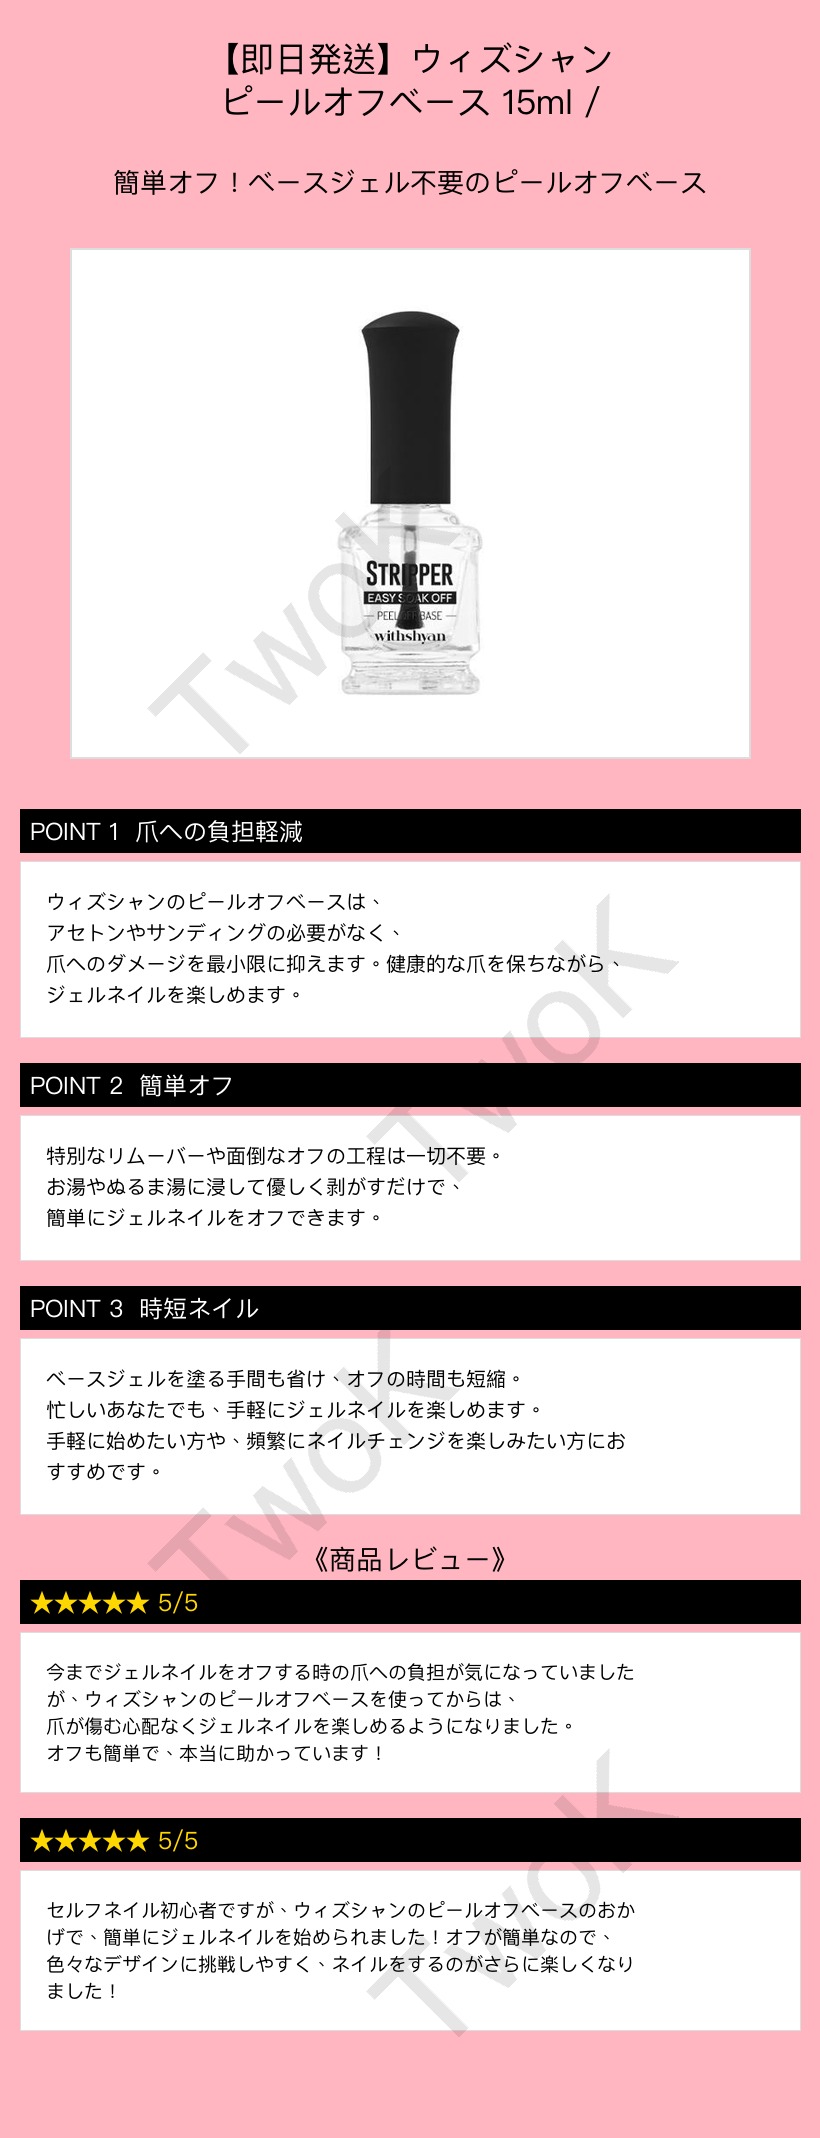 【即日発送】ウィズシャン
ピールオフベース 15ml /
簡単オフ！ベースジェル不要のピールオフベース
STRIPPER
EASY SOAK OFF
PEEL OFF BASE
withshyan
TwoK
POINT 1 爪への負担軽減
ウィズシャンのピールオフベースは、
アセトンやサンディングの必要がなく、
爪へのダメージを最小限に抑えます。健康的な爪を保ちながら、
ジェルネイルを楽しめます。
TwoK
POINT 2 簡単オフ
特別なリムーバーや面倒なオフの工程は一切不要。
お湯やぬるま湯に浸して優しく剥がすだけで、
簡単にジェルネイルをオフできます。
POINT 3 時短ネイル
ベースジェルを塗る手間も省け、オフの時間も短縮。
忙しいあなたでも、手軽にジェルネイルを楽しめます。
手軽に始めたい方や、頻繁にネイルチェンジを楽しみたい方にお
すすめです。
TwoK
《商品レビュー》
★★★★★ 5/5
今までジェルネイルをオフする時の爪への負担が気になっていました
が、ウィズシャンのピールオフベースを使ってからは、
爪が傷む心配なくジェルネイルを楽しめるようになりました。
オフも簡単で、本当に助かっています！
★★★★★ 5/5
セルフネイル初心者ですが、ウィズシャンのピールオフベースのおか
げで、簡単にジェルネイルを始められました！オフが簡単なので、
色々なデザインに挑戦しやすく、ネイルをするのがさらに楽しくなり
ました！
TwoK